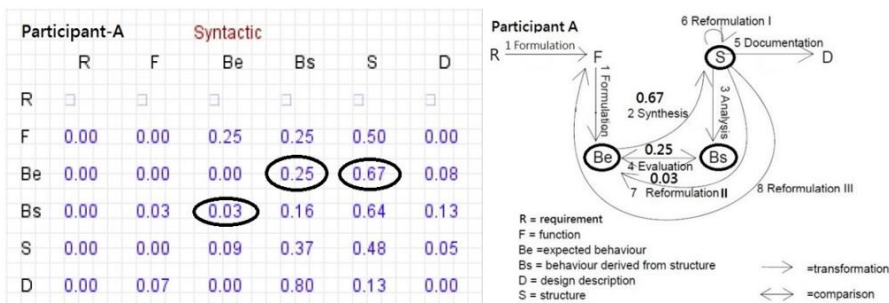 Participant-A Syntactic
R F Be Bs S D
R
F 0.00 0.00 0.25 0.25 0.50 0.00
Be 0.00 0.00 0.00 0.25 0.67 0.08
Bs 0.00 0.03 0.03 0.16 0.64 0.13
S 0.00 0.00 0.09 0.37 0.48 0.05
D 0.00 0.07 0.00 0.80 0.13 0.00
Participant A
6 Reformulation I
R 1 Formulation F S 5 Documentation D
1 Formulation
0.67
2 Synthesis
3 Analysis
0.25
Be 4 Evaluation Bs
0.03
7 Reformulation II
8 Reformulation III
R = requirement
F = function
Be =expected behaviour
Bs = behaviour derived from structure
D = design description
S = structure
=transformation
=comparison